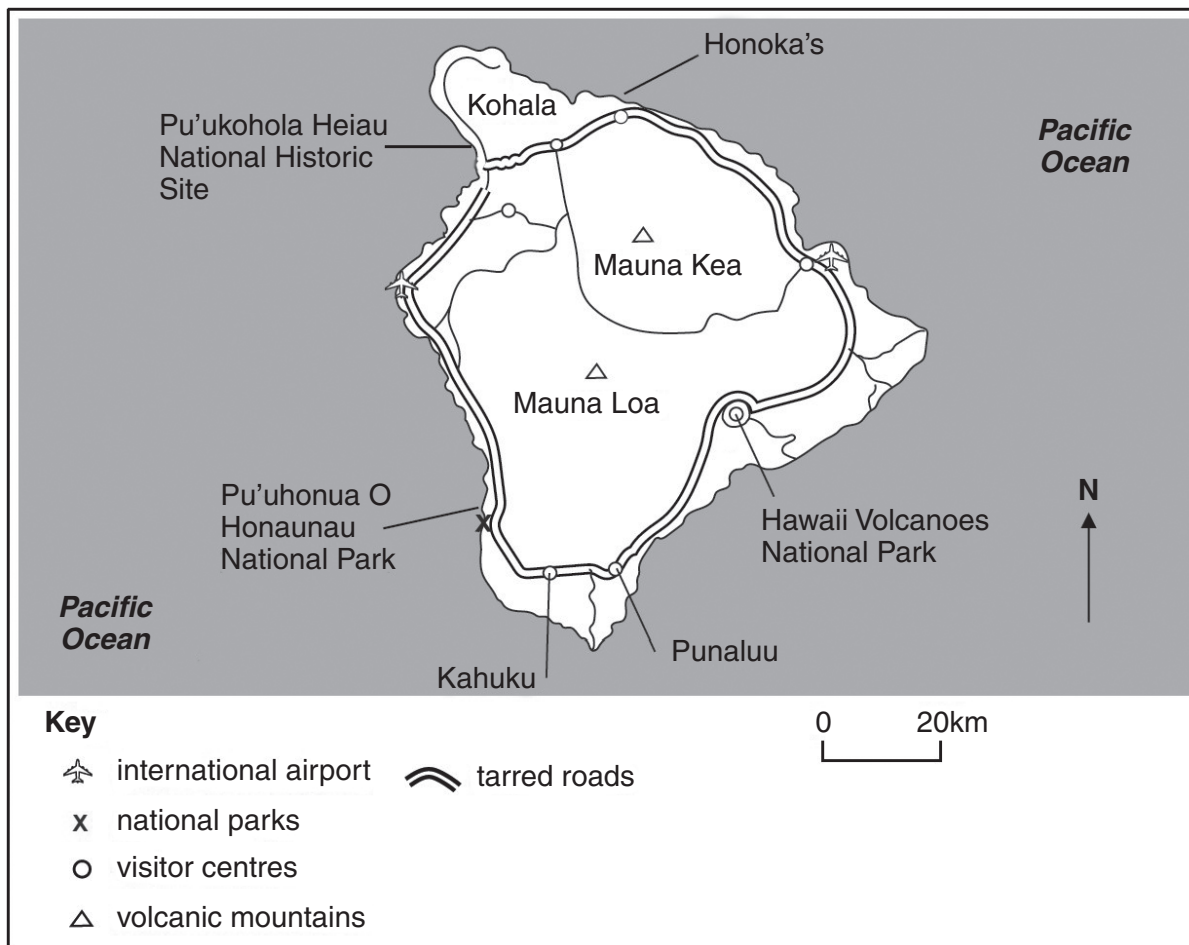 Honoka's
Kohala
Pu'ukohola Heiau
National Historic
Site
Pacific
Ocean
Mauna Kea
Mauna Loa
Pu'uhonua O
Honaunau
National Park
X
Hawaii Volcanoes
National Park
N
Pacific
Ocean
Punaluu
Kahuku
Key
0 20km
international airport
tarred roads
x national parks
visitor centres
volcanic mountains